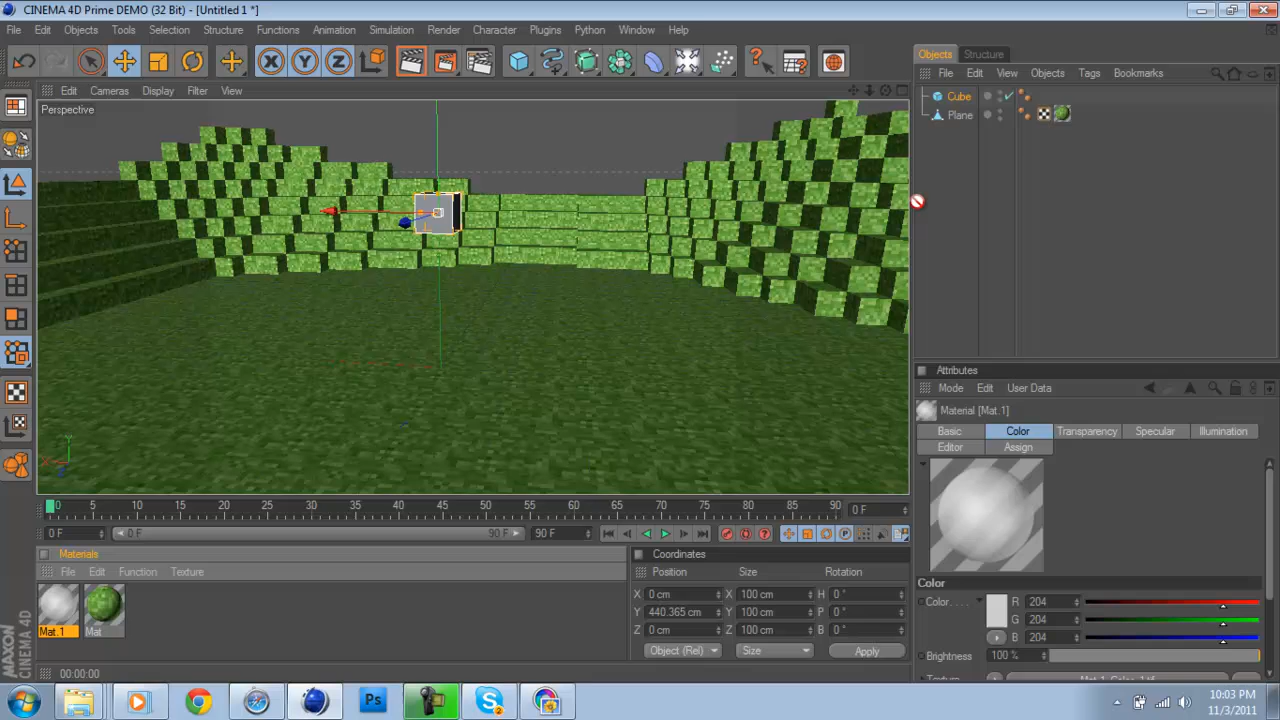 CINEMA 4D Prime DEMO (32 Bit) - [Untitled 1 *]
File Edit Objects Tools Selection Structure Functions Animation Simulation Render Character Plugins Python Window Help
X Y Z
Objects Structure
File Edit View Objects Tags Bookmarks
Cube
Plane
Edit Cameras Display Filter View
Perspective
Y
X
Z
Attributes
Mode Edit User Data
Material [Mat.1]
Basic Color Transparency Specular Illumination
Editor Assign
Color
Color . . . . R 204
G 204
B 204
Brightness 100 %
0 5 10 15 20 25 30 35 40 45 50 55 60 65 70 75 80 85 90 0 F
0 F 0 F 90 F 90 F
Materials
File Edit Function Texture
Mat.1 Mat
Coordinates
Position Size Rotation
X 0 cm X 100 cm H 0 °
Y 440.365 cm Y 100 cm P 0 °
Z 0 cm Z 100 cm B 0 °
Object (Rel) Size Apply
MAXON
CINEMA 4D
00:00:00
Ps
2
10:03 PM
11/3/2011